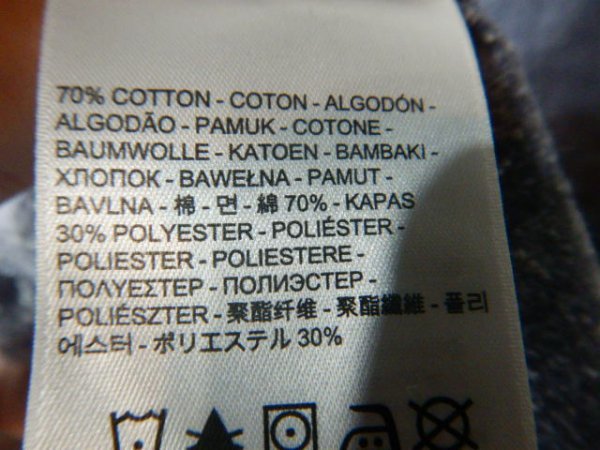 70% COTTON - COTON - ALGODÓN -
ALGODÃO - PAMUK - COTONE -
BAUMWOLLE - KATOEN - BAMBAKI -
ХЛОПОК - BAWEŁNA - PAMUT -
BAVLNA - 棉 - 면 - 綿 70% - KAPAS
30% POLYESTER - POLIÉSTER -
POLIESTER - POLIESTERE -
ΠΟΛΥΕΣΤΕΡ - ПОЛИЭСТЕР -
POLIÉSZTER - 聚酯纤维 - 聚酯纖維 - 폴리
에스터 - ポリエステル 30%